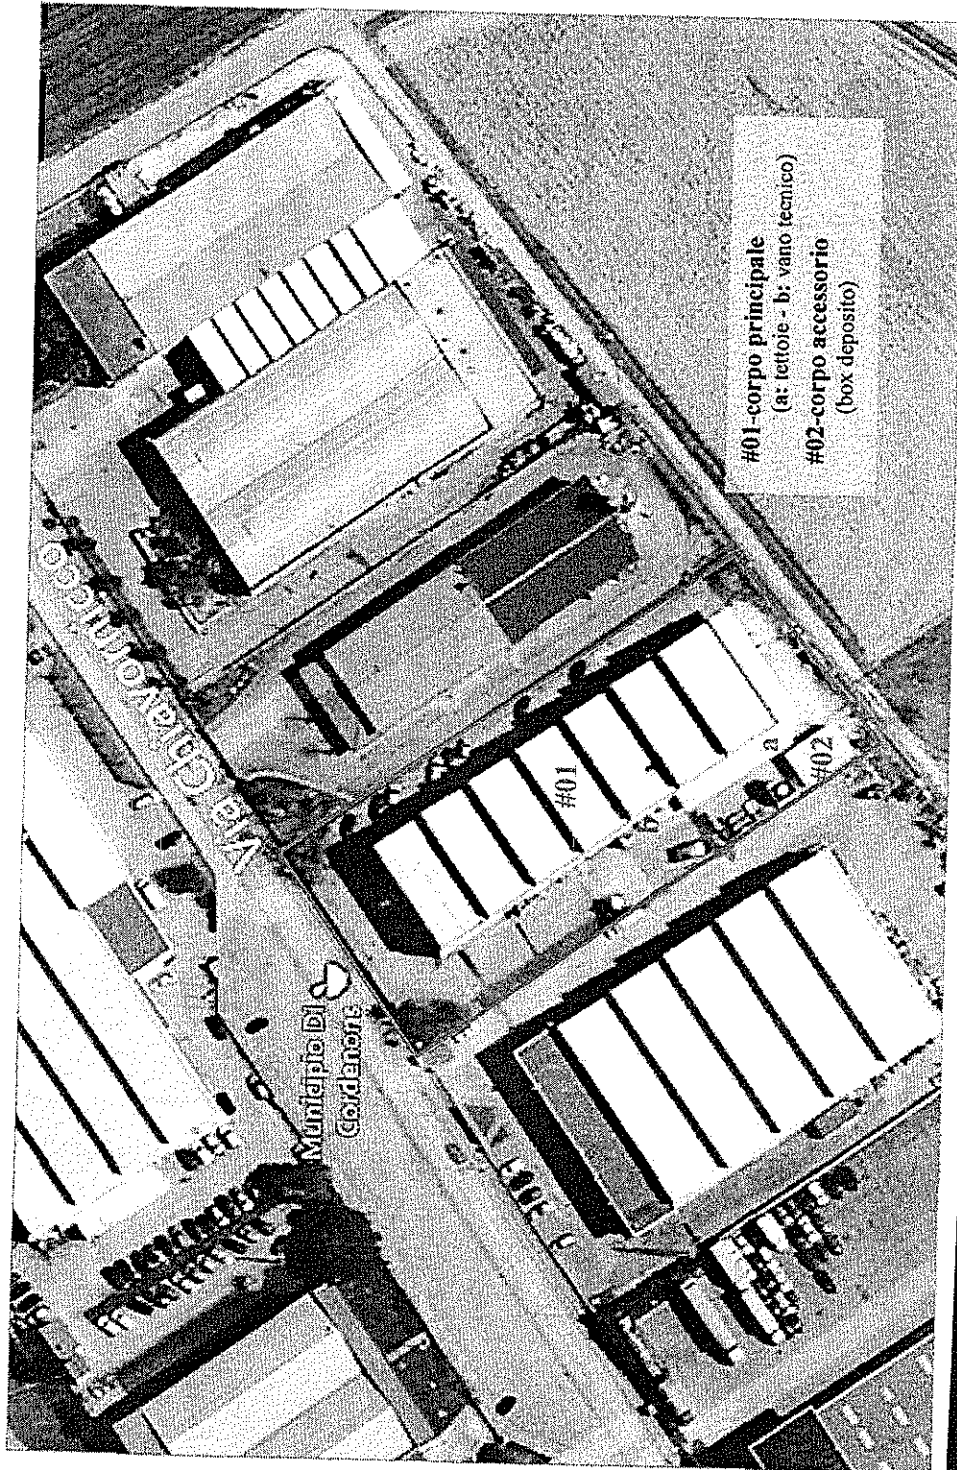 #01-corpo principale
(a: tettoie - b: vano tecnico)
#02-corpo accessorio
(box deposito)
Via Chiavornicco
#01
b
a
#02
Municipio Di
Cordenons